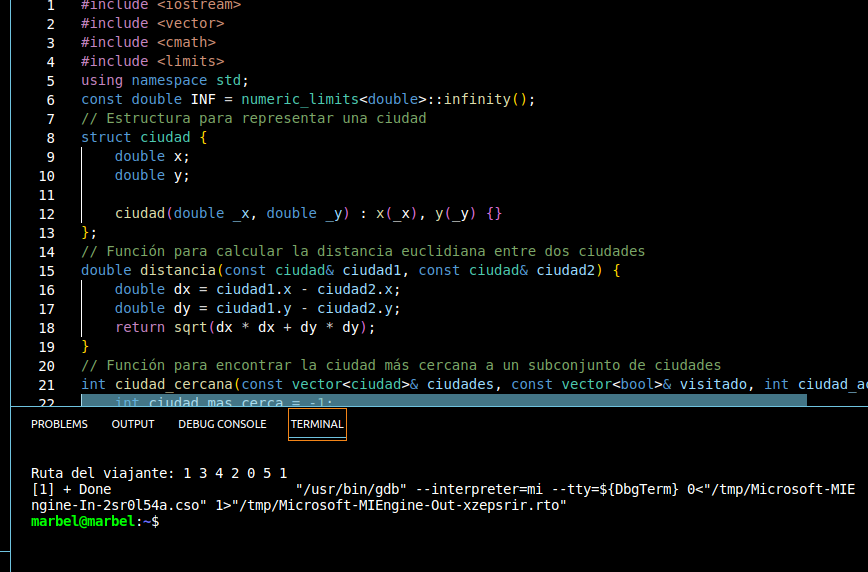 1 #include <iostream>
2 #include <vector>
3 #include <cmath>
4 #include <limits>
5 using namespace std;
6 const double INF = numeric_limits<double>::infinity();
7 // Estructura para representar una ciudad
8 struct ciudad {
9 double x;
10 double y;
11
12 ciudad(double _x, double _y) : x(_x), y(_y) {}
13 };
14 // Función para calcular la distancia euclidiana entre dos ciudades
15 double distancia(const ciudad& ciudad1, const ciudad& ciudad2) {
16 double dx = ciudad1.x - ciudad2.x;
17 double dy = ciudad1.y - ciudad2.y;
18 return sqrt(dx * dx + dy * dy);
19 }
20 // Función para encontrar la ciudad más cercana a un subconjunto de ciudades
21 int ciudad_cercana(const vector<ciudad>& ciudades, const vector<bool>& visitado, int ciudad_a
22 int ciudad_mas_cerca = -1;
PROBLEMS OUTPUT DEBUG CONSOLE TERMINAL
Ruta del viajante: 1 3 4 2 0 5 1
[1] + Done "/usr/bin/gdb" --interpreter=mi --tty=${DbgTerm} 0<"/tmp/Microsoft-MIE
ngine-In-2sr0l54a.cso" 1>"/tmp/Microsoft-MIEngine-Out-xzepsrir.rto"
marbel@marbel:~$